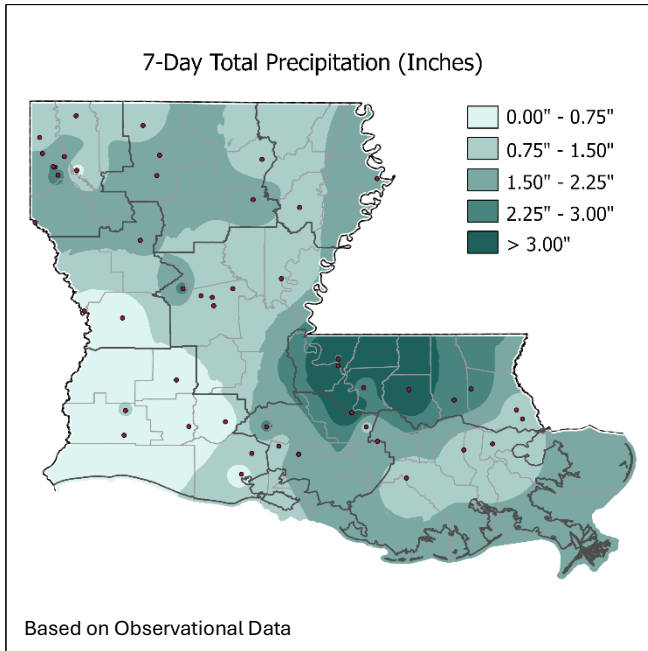 7-Day Total Precipitation (Inches)
0.00" - 0.75"
0.75" - 1.50"
1.50" - 2.25"
2.25" - 3.00"
> 3.00"
Based on Observational Data